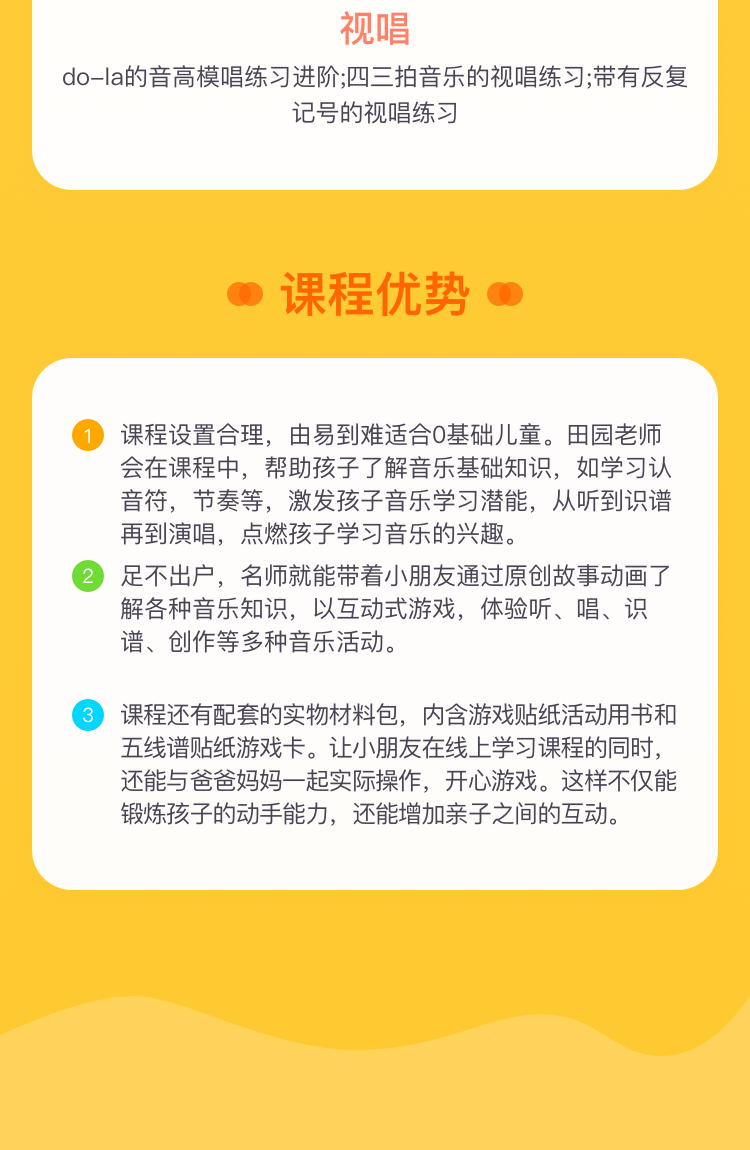 视唱
do–la的音高模唱练习进阶;四三拍音乐的视唱练习;带有反复
记号的视唱练习
课程优势
1 课程设置合理，由易到难适合0基础儿童。田园老师
会在课程中，帮助孩子了解音乐基础知识，如学习认
音符，节奏等，激发孩子音乐学习潜能，从听到识谱
再到演唱，点燃孩子学习音乐的兴趣。
2 足不出户，名师就能带着小朋友通过原创故事动画了
解各种音乐知识，以互动式游戏，体验听、唱、识
谱、创作等多种音乐活动。
3 课程还有配套的实物材料包，内含游戏贴纸活动用书和
五线谱贴纸游戏卡。让小朋友在线上学习课程的同时，
还能与爸爸妈妈一起实际操作，开心游戏。这样不仅能
锻炼孩子的动手能力，还能增加亲子之间的互动。